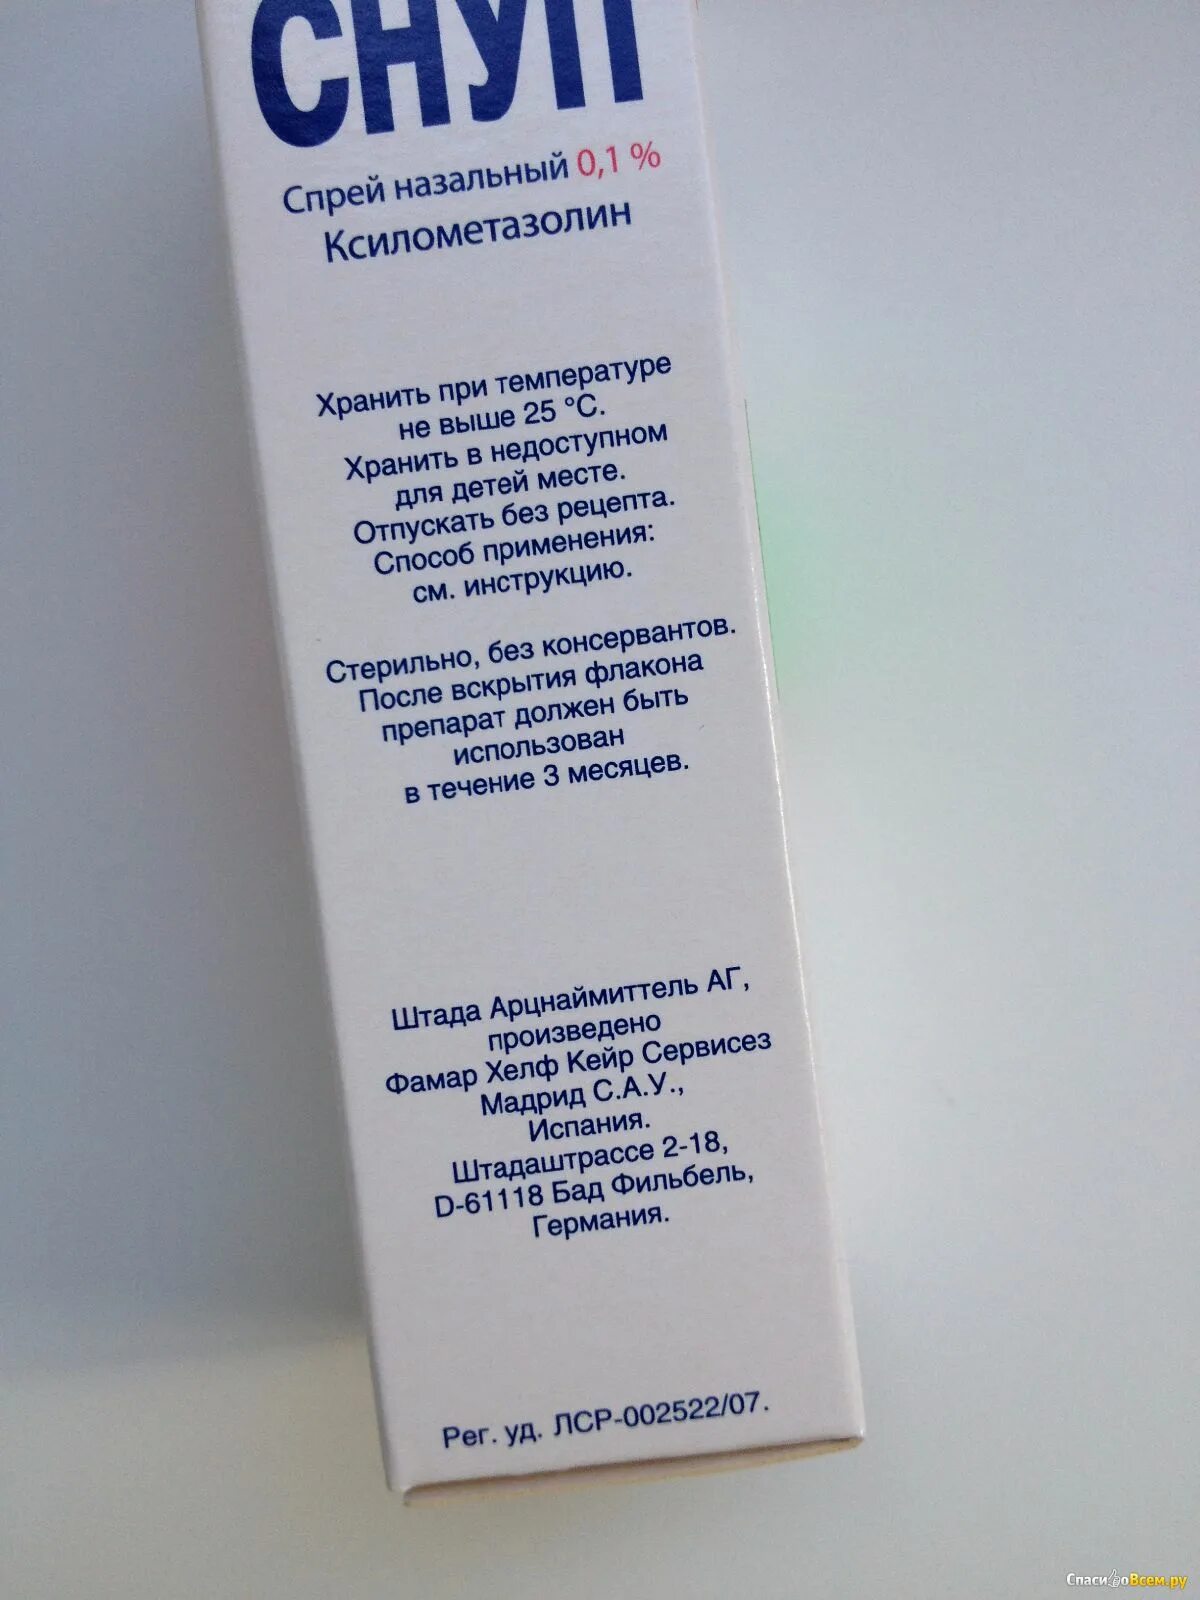 СНУП
Спрей назальный 0,1 %
Ксилометазолин
Хранить при температуре
не выше 25 °C.
Хранить в недоступном
для детей месте.
Отпускать без рецепта.
Способ применения:
см. инструкцию.
Стерильно, без консервантов.
После вскрытия флакона
препарат должен быть
использован
в течение 3 месяцев.
Штада Арцнаймиттель АГ,
произведено
Фамар Хелф Кейр Сервисез
Мадрид С.А.У.,
Испания.
Штадаштрассе 2-18,
D-61118 Бад Фильбель,
Германия.
Рег. уд. ЛСР-002522/07.
СпасибоВсем.ру